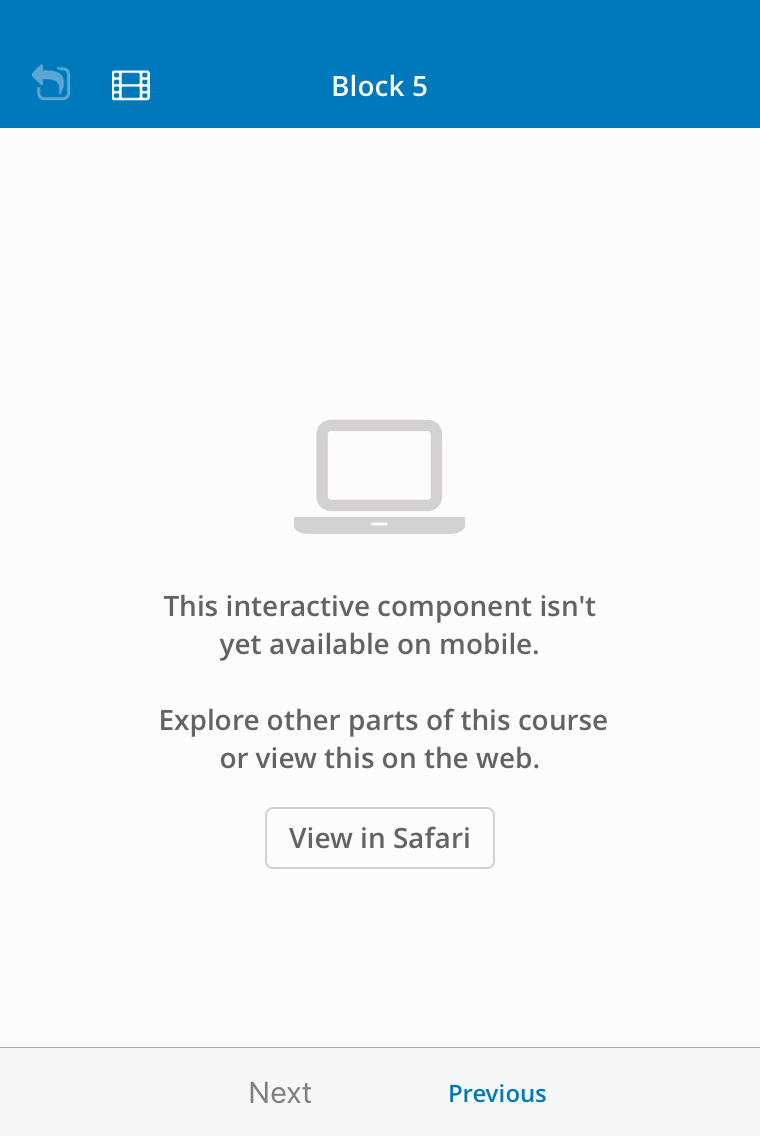 Block 5
This interactive component isn't
yet available on mobile.
Explore other parts of this course
or view this on the web.
View in Safari
Next
Previous